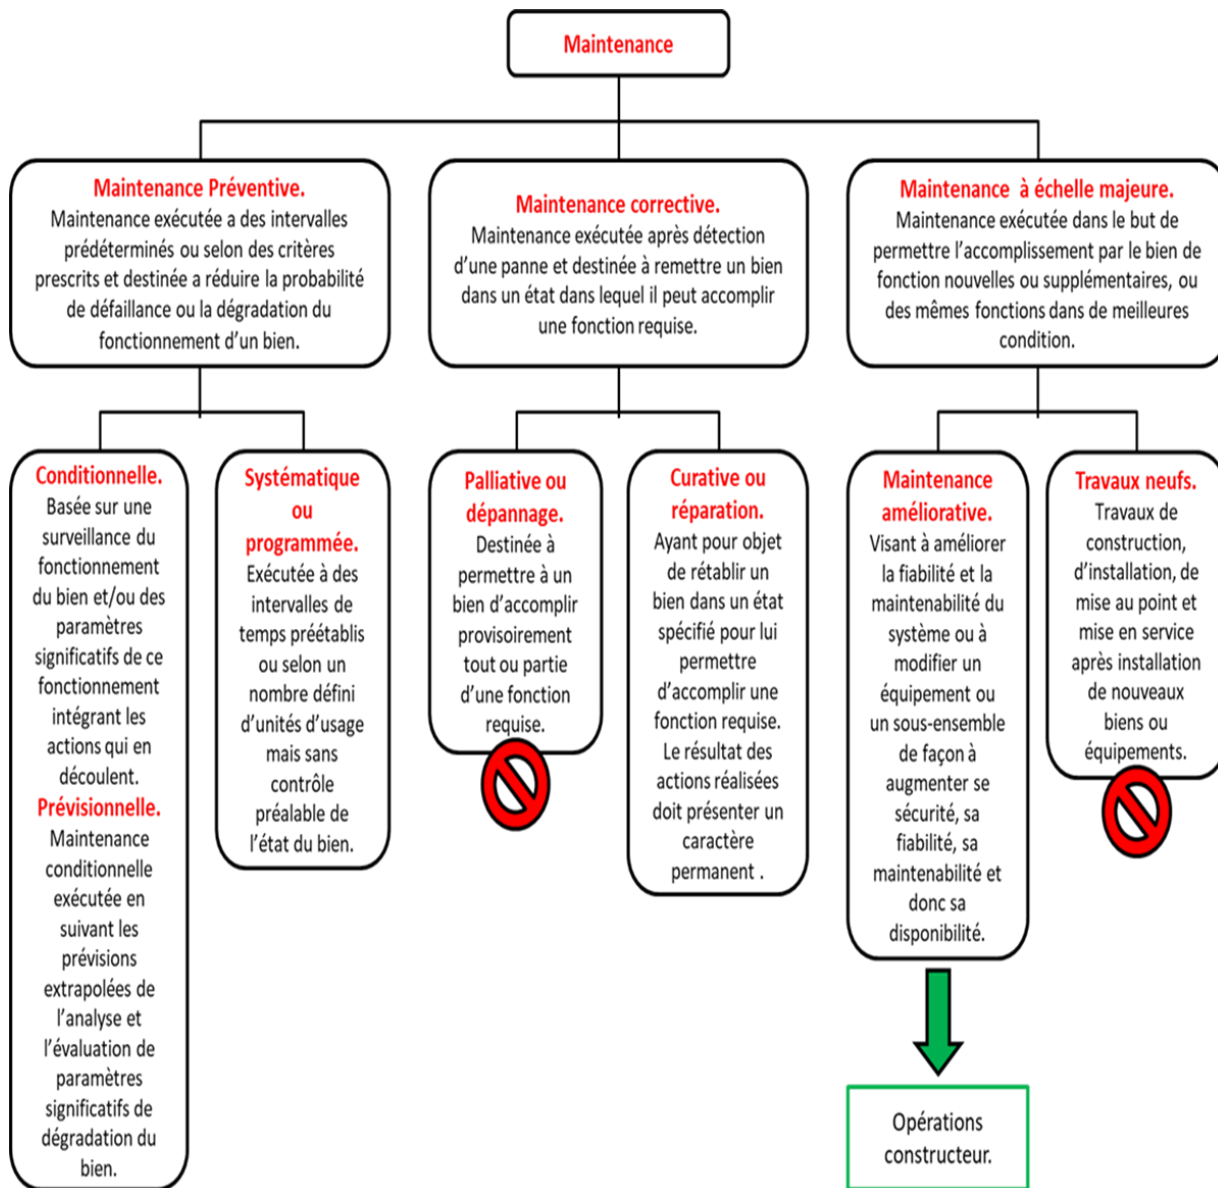 Maintenance
Maintenance Préventive.
Maintenance exécutée a des intervalles
prédéterminés ou selon des critères
prescrits et destinée a réduire la probabilité
de défaillance ou la dégradation du
fonctionnement d'un bien.
Maintenance corrective.
Maintenance exécutée après détection
d'une panne et destinée à remettre un bien
dans un état dans lequel il peut accomplir
une fonction requise.
Maintenance à échelle majeure.
Maintenance exécutée dans le but de
permettre l'accomplissement par le bien de
fonction nouvelles ou supplémentaires, ou
des mêmes fonctions dans de meilleures
condition.
Conditionnelle.
Basée sur une
surveillance du
fonctionnement
du bien et/ou des
paramètres
significatifs de ce
fonctionnement
intégrant les
actions qui en
découlent.
Prévisionnelle.
Maintenance
conditionnelle
exécutée en
suivant les
prévisions
extrapolées de
l'analyse et
l'évaluation de
paramètres
significatifs de
dégradation du
bien.
Systématique
ou
programmée.
Exécutée à des
intervalles de
temps préétablis
ou selon un
nombre défini
d'unités d'usage
mais sans
contrôle
préalable de
l'état du bien.
Palliative ou
dépannage.
Destinée à
permettre à un
bien d'accomplir
provisoirement
tout ou partie
d'une fonction
requise.
Curative ou
réparation.
Ayant pour objet
de rétablir un
bien dans un état
spécifié pour lui
permettre
d'accomplir une
fonction requise.
Le résultat des
actions réalisées
doit présenter un
caractère
permanent .
Maintenance
améliorative.
Visant à améliorer
la fiabilité et la
maintenabilité du
système ou à
modifier un
équipement ou
un sous-ensemble
de façon à
augmenter se
sécurité, sa
fiabilité, sa
maintenabilité et
donc sa
disponibilité.
Travaux neufs.
Travaux de
construction,
d'installation, de
mise au point et
mise en service
après installation
de nouveaux
biens ou
équipements.
Opérations
constructeur.